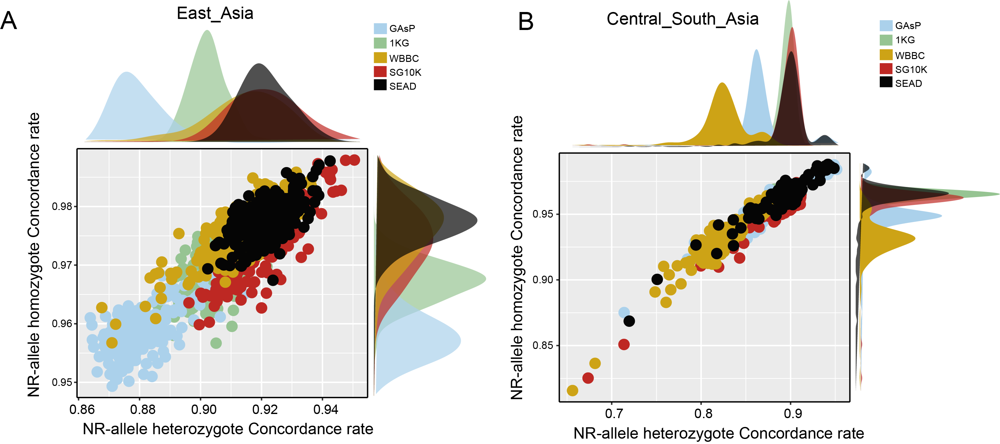 A
East_Asia
GAsP
1KG
WBBC
SG10K
SEAD
NR-allele homozygote Concordance rate
0.98
0.97
0.96
0.95
0.86 0.88 0.90 0.92 0.94
NR-allele heterozygote Concordance rate
B
Central_South_Asia
GAsP
1KG
WBBC
SG10K
SEAD
NR-allele homozygote Concordance rate
0.95
0.90
0.85
0.7 0.8 0.9
NR-allele heterozygote Concordance rate